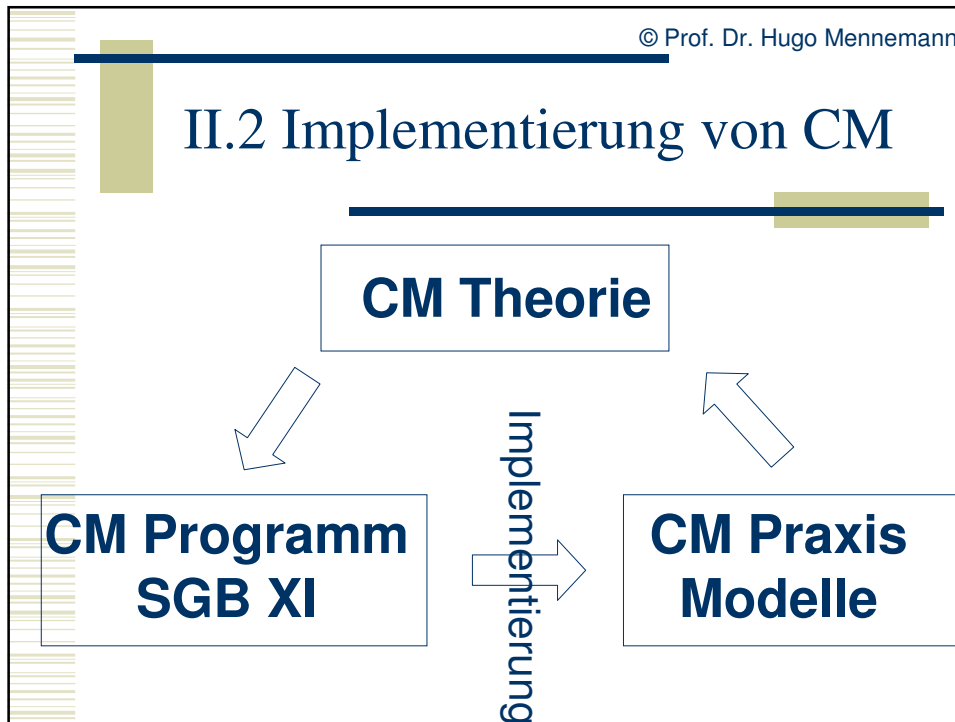 © Prof. Dr. Hugo Mennemann
II.2 Implementierung von CM
CM Theorie
CM Programm
SGB XI
Implementierung
CM Praxis
Modelle